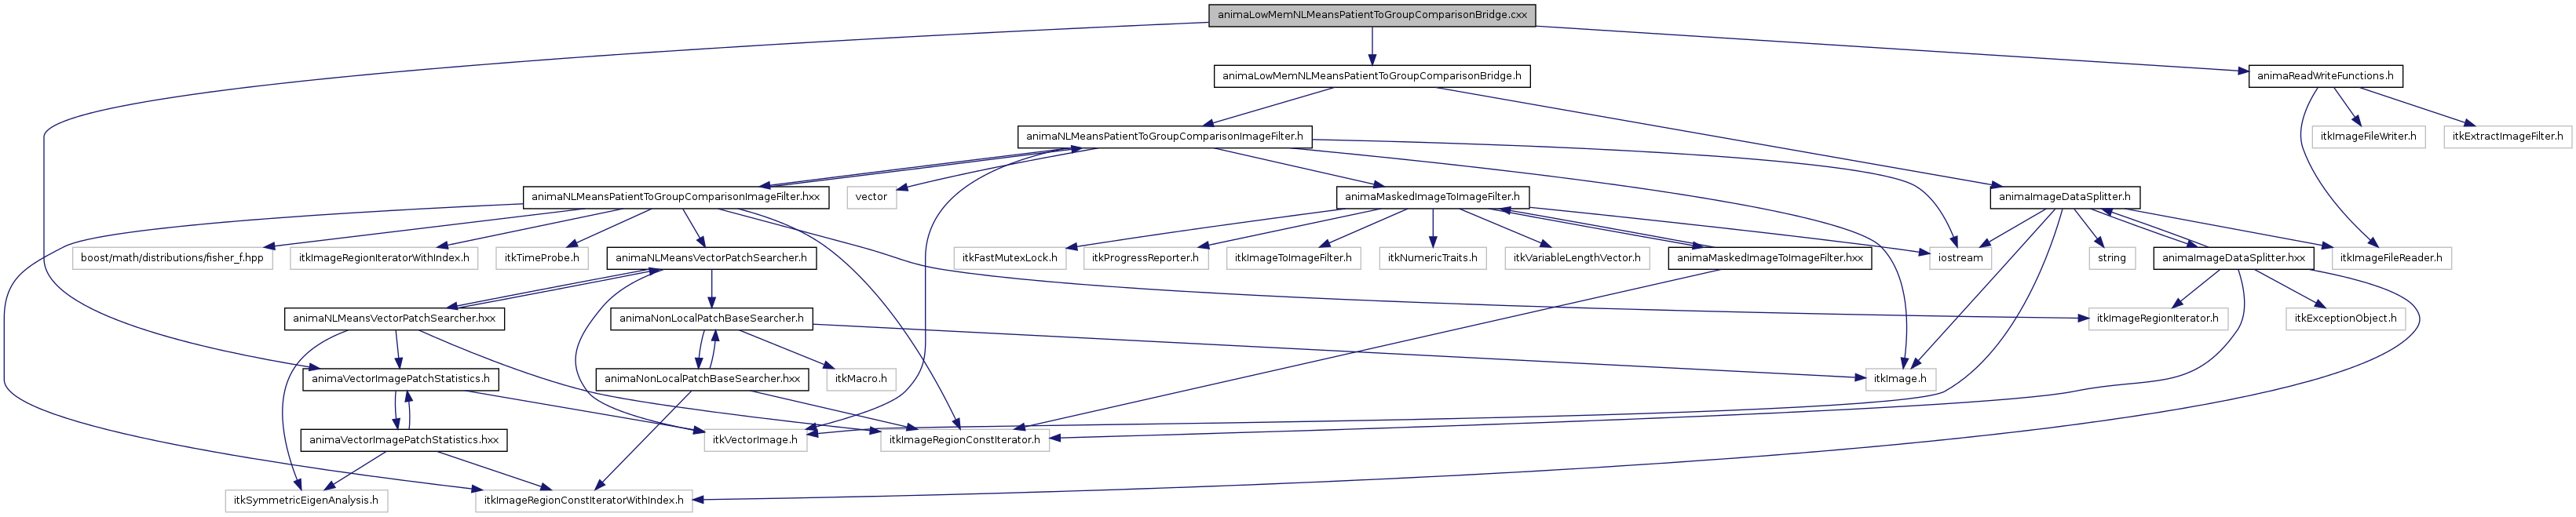 animaLowMemNLMeansPatientToGroupComparisonBridge.cxx
animaLowMemNLMeansPatientToGroupComparisonBridge.h
animaReadWriteFunctions.h
animaNLMeansPatientToGroupComparisonImageFilter.h
itkImageFileWriter.h
itkExtractImageFilter.h
animaNLMeansPatientToGroupComparisonImageFilter.hxx
vector
animaMaskedImageToImageFilter.h
animaImageDataSplitter.h
boost/math/distributions/fisher_f.hpp
itkImageRegionIteratorWithIndex.h
itkTimeProbe.h
animaNLMeansVectorPatchSearcher.h
itkFastMutexLock.h
itkProgressReporter.h
itkImageToImageFilter.h
itkNumericTraits.h
itkVariableLengthVector.h
animaMaskedImageToImageFilter.hxx
iostream
string
animaImageDataSplitter.hxx
itkImageFileReader.h
animaNLMeansVectorPatchSearcher.hxx
animaNonLocalPatchBaseSearcher.h
itkImageRegionIterator.h
itkExceptionObject.h
animaVectorImagePatchStatistics.h
animaNonLocalPatchBaseSearcher.hxx
itkMacro.h
itkImage.h
animaVectorImagePatchStatistics.hxx
itkVectorImage.h
itkImageRegionConstIterator.h
itkSymmetricEigenAnalysis.h
itkImageRegionConstIteratorWithIndex.h